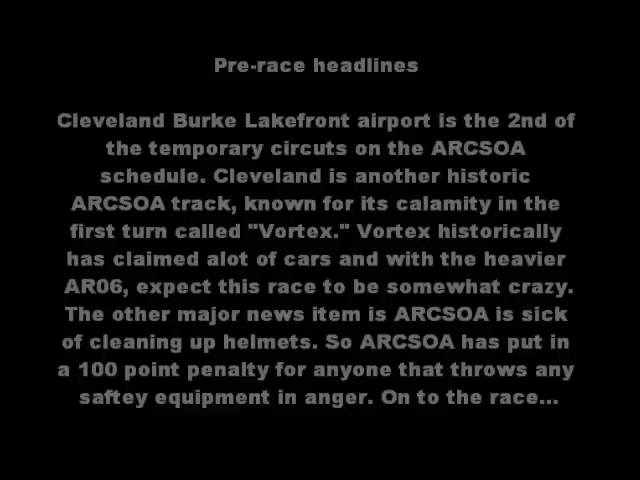 Pre-race headlines
Cleveland Burke Lakefront airport is the 2nd of
the temporary circuts on the ARCSOA
schedule. Cleveland is another historic
ARCSOA track, known for its calamity in the
first turn called "Vortex." Vortex historically
has claimed alot of cars and with the heavier
AR06, expect this race to be somewhat crazy.
The other major news item is ARCSOA is sick
of cleaning up helmets. So ARCSOA has put in
a 100 point penalty for anyone that throws any
saftey equipment in anger. On to the race...